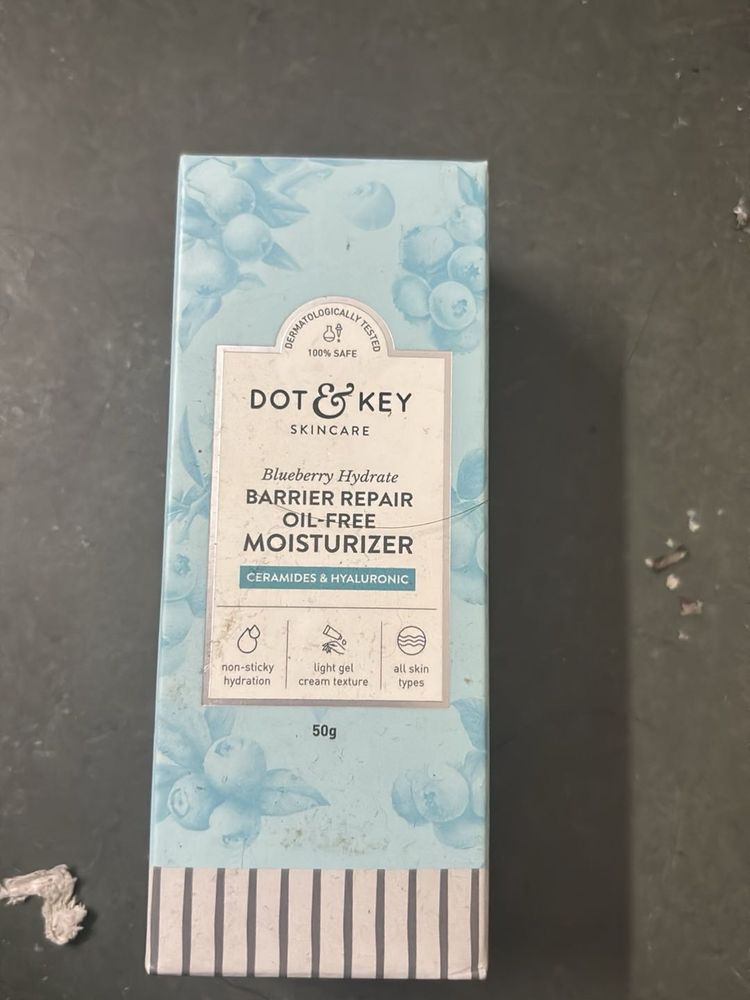 DERMATOLOGICALLY TESTED
100% SAFE
DOT & KEY
SKINCARE
Blueberry Hydrate
BARRIER REPAIR
OIL-FREE
MOISTURIZER
CERAMIDES & HYALURONIC
non-sticky
hydration
light gel
cream texture
all skin
types
50g